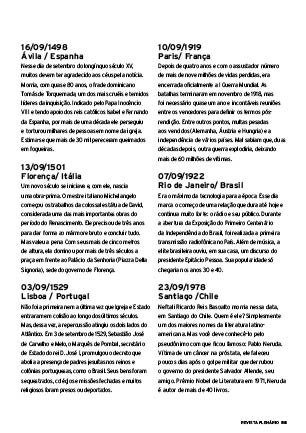 16/09/1498
Ávila / Espanha
Nesse dia de setembro do longínquo século XV,
muitos devem ter agradecido aos céus pela notícia.
Morria, com quase 80 anos, o frade dominicano
Tomás de Torquemada, um dos mais cruéis e temidos
líderes da inquisição. Indicado pelo Papa Inocêncio
VIII e tendo apoio dos reis católicos Isabel e Fernando
da Espanha, por mais de uma década ele perseguiu
e torturou milhares de pessoas em nome da igreja.
Estima-se que mais de 30 mil pereceram queimados
em fogueiras.
13/09/1501
Florença/ Itália
Um novo século se iniciava e, com ele, nascia
uma obra-prima. O mestre italiano Michelangelo
começou os trabalhos da colossal estátua de David,
considerada uma das mais importantes obras do
período do Renascimento. Ele precisou de três anos
para dar forma ao mármore bruto e concluir tudo.
Mas valeu a pena. Com seus mais de cinco metros
de altura, ela dominou por mais de três séculos a
praça em frente ao Palácio da Senhoria (Piazza Della
Signoria), sede do governo de Florença.
03/09/1529
Lisboa / Portugal
Não foi a primeira nem a última vez que Igreja e Estado
entraram em colisão ao longo dos últimos séculos.
Mas, dessa vez, a repercussão atingiu os dois lados do
Atlântico. Em 3 de setembro de 1529, Sebastião José
de Carvalho e Melo, o Marquês de Pombal, secretário
de Estado do rei D. José I, promulgou o decreto que
abolia a presença de padres jesuítas nos reinos e
colônias portuguesas, como o Brasil. Seus bens foram
sequestrados, colégios e missões fechadas e muitos
religiosos foram presos ou deportados.
10/09/1919
Paris/ França
Depois de quatro anos e com o assustador número
de mais de nove milhões de vidas perdidas, era
encerrada oficialmente a I Guerra Mundial. As
batalhas terminaram em novembro de 1918, mas
foi necessário quase um ano e incontáveis reuniões
entre os vencedores para definir os termos pós-
rendição. Entre outros pontos, muitas pesadas
aos vendos (Alemanha, Áustria e Hungria) e a
independência de vários países. Mal sabiam que, duas
décadas depois, outra guerra explodiria, deixando
mais de 60 milhões de vítimas.
07/09/1922
Rio de Janeiro/ Brasil
Era o máximo da tecnologia para a época: Esse dia
marca o começo de uma relação que dura até hoje e
continua muito forte: o rádio e seu público. Durante
a abertura da Exposição do Primeiro Centenário
da Independência do Brasil, foi realizada a primeira
transmissão radiofônica no País. Além de música, a
elite brasileira ouviu, em sua casa, um discurso do
presidente Epitácio Pessoa. Sua popularidade só
chegaria nos anos 30 e 40.
23/09/1978
Santiago /Chile
Neftali Ricardo Reis Basoalto morria nessa data,
em Santiago do Chile. Quem é ele? Simplesmente
um dos maiores nomes da literatura latino-
americana. Mas você deve conhecê-lo pelo
pseudônimo com que ficou famoso: Pablo Neruda.
Vítima de um câncer na próstata, ele faleceu
poucos dias após o golpe militar que derrubou
o governo do presidente Salvador Allende, seu
amigo. Prêmio Nobel de Literatura em 1971, Neruda
é autor de mais de 40 livros.
REVISTA PLENÁRIO